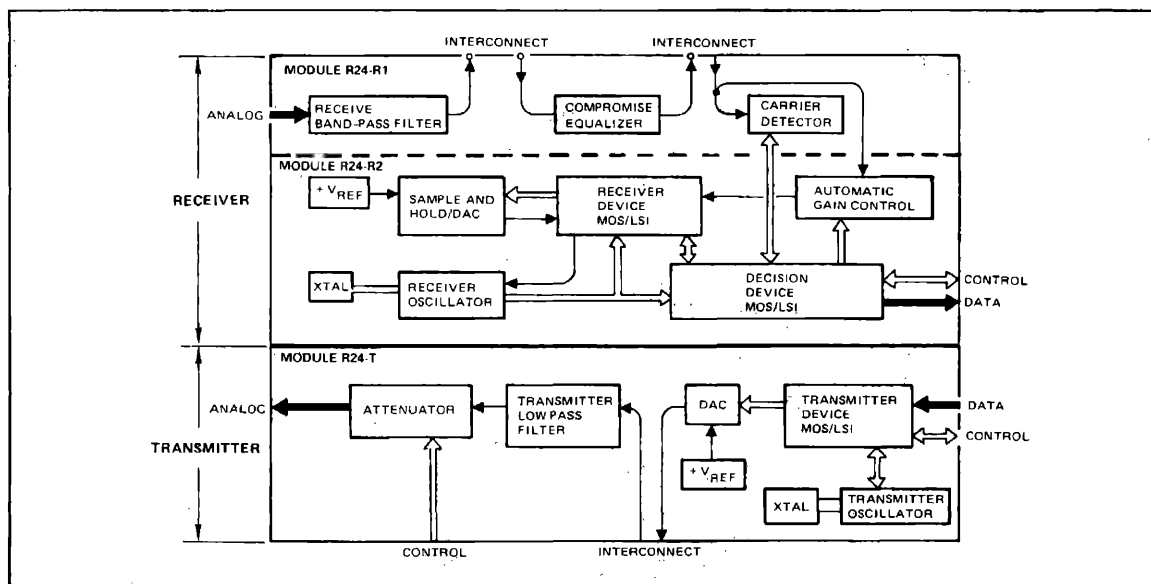 INTERCONNECT
INTERCONNECT
MODULE R24-R1
ANALOG
RECEIVE
BAND-PASS FILTER
COMPROMISE
EQUALIZER
CARRIER
DETECTOR
MODULE R24-R2
RECEIVER
+ VREF
SAMPLE AND
HOLD/DAC
RECEIVER
DEVICE
MOS/LSI
AUTOMATIC
GAIN CONTROL
XTAL
RECEIVER
OSCILLATOR
DECISION
DEVICE
MOS/LSI
CONTROL
DATA
MODULE R24-T
ANALOG
ATTENUATOR
TRANSMITTER
LOW PASS
FILTER
DAC
TRANSMITTER
DEVICE
MOS/LSI
DATA
CONTROL
TRANSMITTER
+ VREF
XTAL
TRANSMITTER
OSCILLATOR
CONTROL
INTERCONNECT